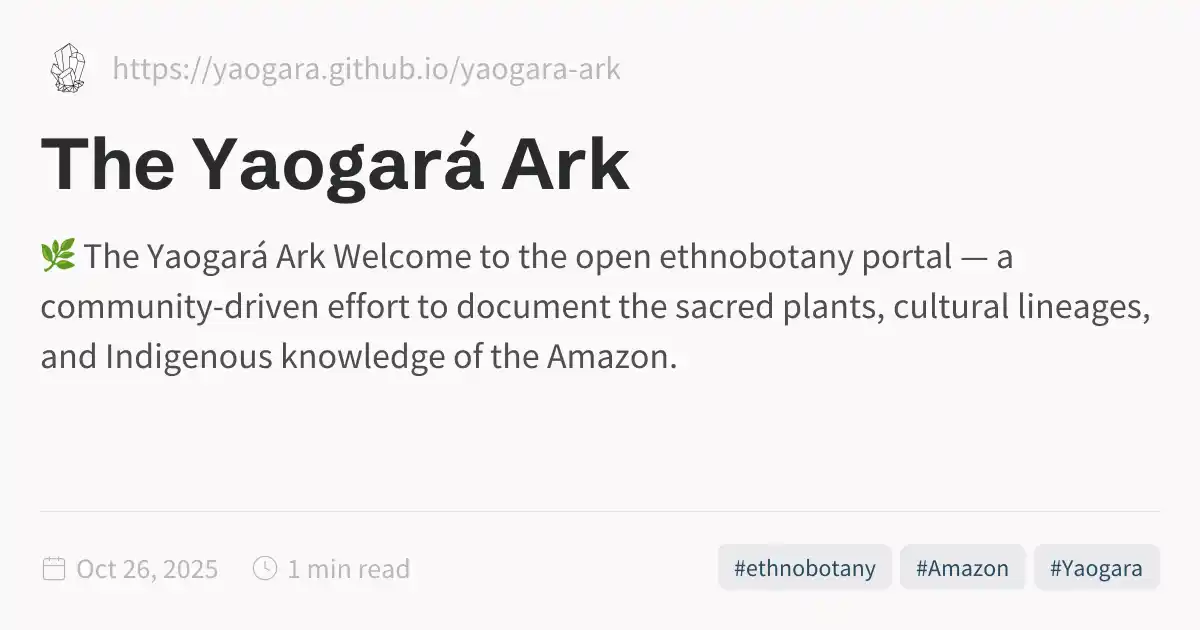 https://yaogara.github.io/yaogara-ark
The Yaogará Ark
🌿 The Yaogará Ark Welcome to the open ethnobotany portal — a
community-driven effort to document the sacred plants, cultural lineages,
and Indigenous knowledge of the Amazon.
Oct 26, 2025 1 min read #ethnobotany #Amazon #Yaogara